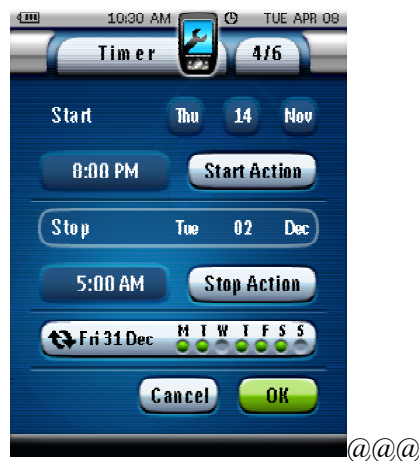 10:30 AM TUE APR 08
Timer 4/6
Start Thu 14 Nov
8:00 PM Start Action
Stop Tue 02 Dec
5:00 AM Stop Action
Fri 31 Dec M T W T F S S
Cancel OK
@@@